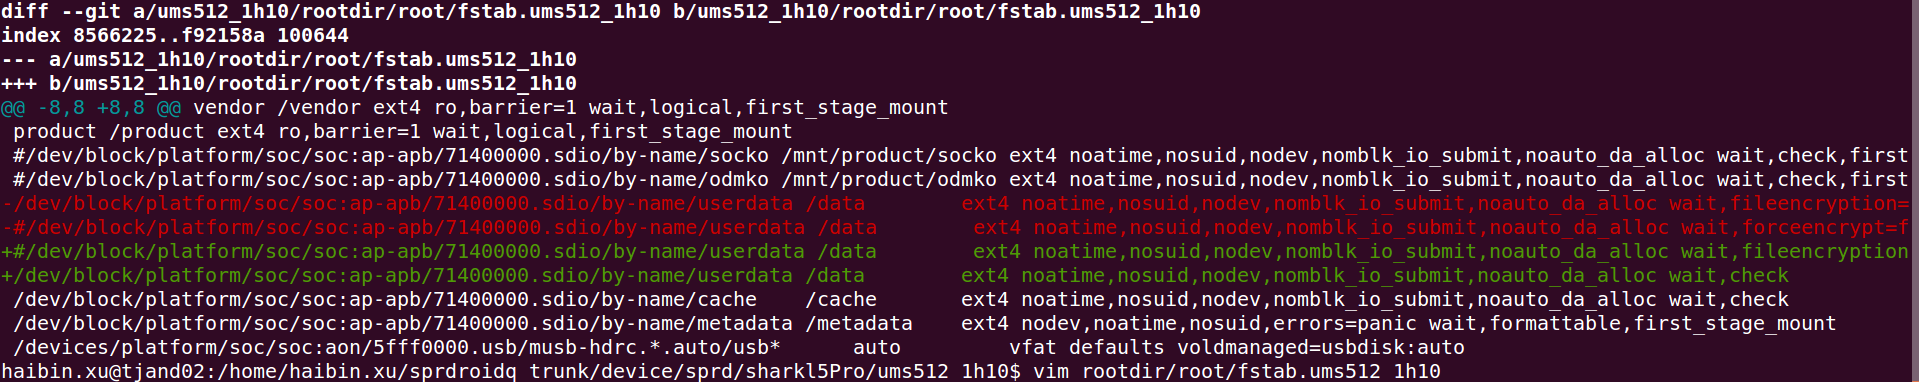 diff --git a/ums512_1h10/rootdir/root/fstab.ums512_1h10 b/ums512_1h10/rootdir/root/fstab.ums512_1h10
index 8566225..f92158a 100644
--- a/ums512_1h10/rootdir/root/fstab.ums512_1h10
+++ b/ums512_1h10/rootdir/root/fstab.ums512_1h10
@@ -8,8 +8,8 @@ vendor /vendor ext4 ro,barrier=1 wait,logical,first_stage_mount
 product /product ext4 ro,barrier=1 wait,logical,first_stage_mount
 #/dev/block/platform/soc/soc:ap-apb/71400000.sdio/by-name/socko /mnt/product/socko ext4 noatime,nosuid,nodev,nomblk_io_submit,noauto_da_alloc wait,check,first
 #/dev/block/platform/soc/soc:ap-apb/71400000.sdio/by-name/odmko /mnt/product/odmko ext4 noatime,nosuid,nodev,nomblk_io_submit,noauto_da_alloc wait,check,first
-/dev/block/platform/soc/soc:ap-apb/71400000.sdio/by-name/userdata /data        ext4 noatime,nosuid,nodev,nomblk_io_submit,noauto_da_alloc wait,fileencryption=
-#/dev/block/platform/soc/soc:ap-apb/71400000.sdio/by-name/userdata /data        ext4 noatime,nosuid,nodev,nomblk_io_submit,noauto_da_alloc wait,forceencrypt=f
+#/dev/block/platform/soc/soc:ap-apb/71400000.sdio/by-name/userdata /data        ext4 noatime,nosuid,nodev,nomblk_io_submit,noauto_da_alloc wait,fileencryption
+/dev/block/platform/soc/soc:ap-apb/71400000.sdio/by-name/userdata /data        ext4 noatime,nosuid,nodev,nomblk_io_submit,noauto_da_alloc wait,check
 /dev/block/platform/soc/soc:ap-apb/71400000.sdio/by-name/cache    /cache       ext4 noatime,nosuid,nodev,nomblk_io_submit,noauto_da_alloc wait,check
 /dev/block/platform/soc/soc:ap-apb/71400000.sdio/by-name/metadata /metadata    ext4 nodev,noatime,nosuid,errors=panic wait,formattable,first_stage_mount
 /devices/platform/soc/soc:aon/5fff0000.usb/musb-hdrc.*.auto/usb*      auto         vfat defaults voldmanaged=usbdisk:auto
haibin.xu@tjand02:/home/haibin.xu/sprdroidq_trunk/device/sprd/sharkl5Pro/ums512_1h10$ vim rootdir/root/fstab.ums512_1h10